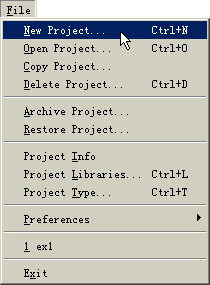 File
New Project... Ctrl+N
Open Project... Ctrl+O
Copy Project...
Delete Project... Ctrl+D
Archive Project...
Restore Project...
Project Info
Project Libraries... Ctrl+L
Project Type... Ctrl+T
Preferences
1 ex1
Exit